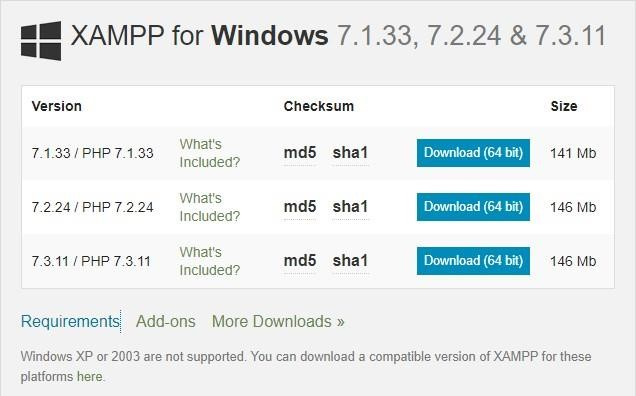 XAMPP for Windows 7.1.33, 7.2.24 & 7.3.11
Version Checksum Size
7.1.33 / PHP 7.1.33 What's Included? md5 sha1 Download (64 bit) 141 Mb
7.2.24 / PHP 7.2.24 What's Included? md5 sha1 Download (64 bit) 146 Mb
7.3.11 / PHP 7.3.11 What's Included? md5 sha1 Download (64 bit) 146 Mb
Requirements Add-ons More Downloads »
Windows XP or 2003 are not supported. You can download a compatible version of XAMPP for these
platforms here.